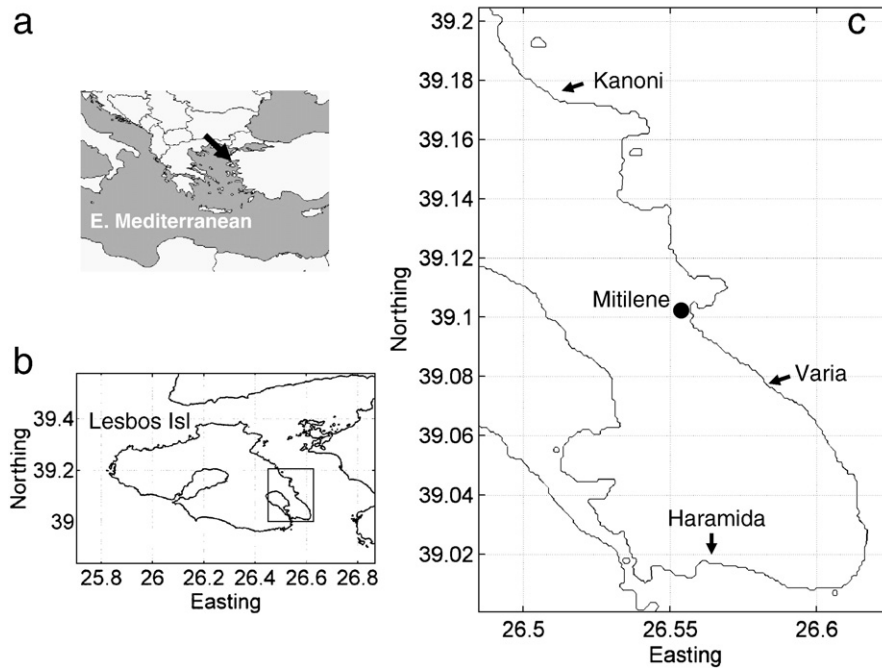 a
E. Mediterranean
b
Lesbos Isl
Northing
39.4
39.2
39
25.8 26 26.2 26.4 26.6 26.8
Easting
c
39.2
39.18
39.16
39.14
39.12
39.1
39.08
39.06
39.04
39.02
Northing
Kanoni
Mitilene
Varia
Haramida
26.5 26.55 26.6
Easting